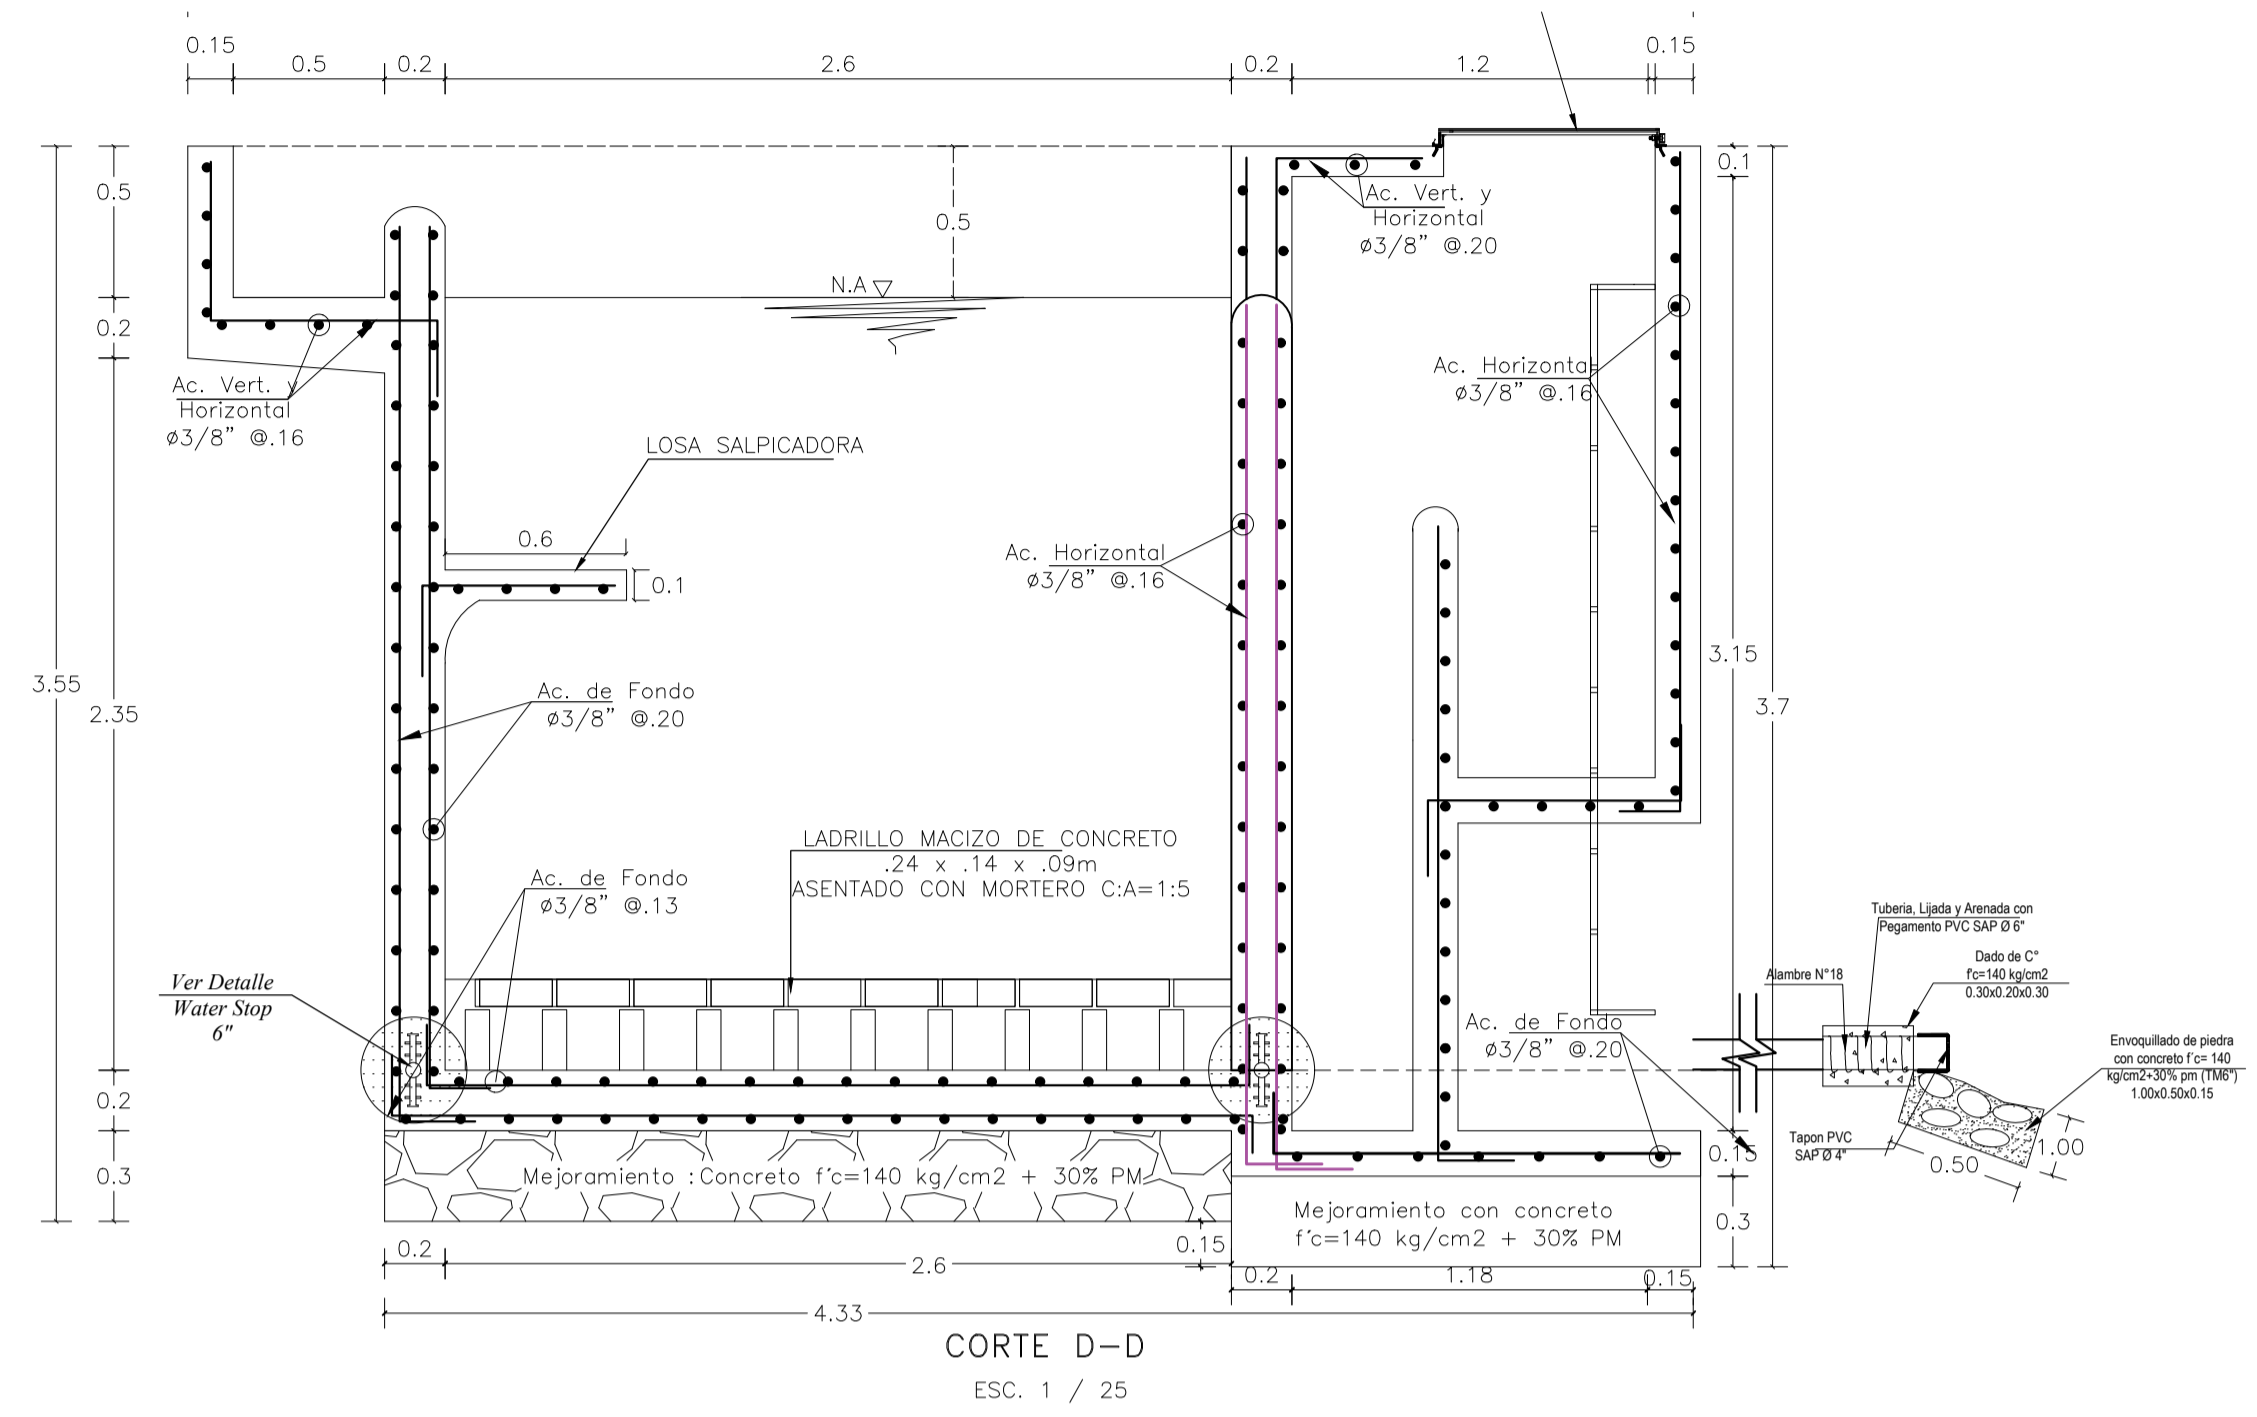 0.15
0.5
0.2
2.6
0.2
1.2
0.15
0.5
0.2
3.55
2.35
0.2
0.3
0.5
N.A
0.1
3.15
3.7
0.15
0.3
Ac. Vert. y
Horizontal
ø3/8" @.20
Ac. Vert. y
Horizontal
ø3/8" @.16
Ac. Horizontal
ø3/8" @.16
LOSA SALPICADORA
0.6
0.1
Ac. Horizontal
ø3/8" @.16
Ac. de Fondo
ø3/8" @.20
LADRILLO MACIZO DE CONCRETO
.24 x .14 x .09m
ASENTADO CON MORTERO C:A=1:5
Ac. de Fondo
ø3/8" @.13
Ver Detalle
Water Stop
6"
Ac. de Fondo
ø3/8" @.20
Tuberia, Lijada y Arenada con
Pegamento PVC SAP Ø 6"
Alambre N°18
Dado de C°
f'c=140 kg/cm2
0.30x0.20x0.30
Envoquillado de piedra
con concreto f'c= 140
kg/cm2+30% pm (TM6")
1.00x0.50x0.15
Tapon PVC
SAP Ø 4"
0.50
1.00
Mejoramiento :Concreto f'c=140 kg/cm2 + 30% PM
Mejoramiento con concreto
f'c=140 kg/cm2 + 30% PM
0.2
2.6
0.15
0.2
1.18
0.15
4.33
CORTE D-D
ESC. 1 / 25